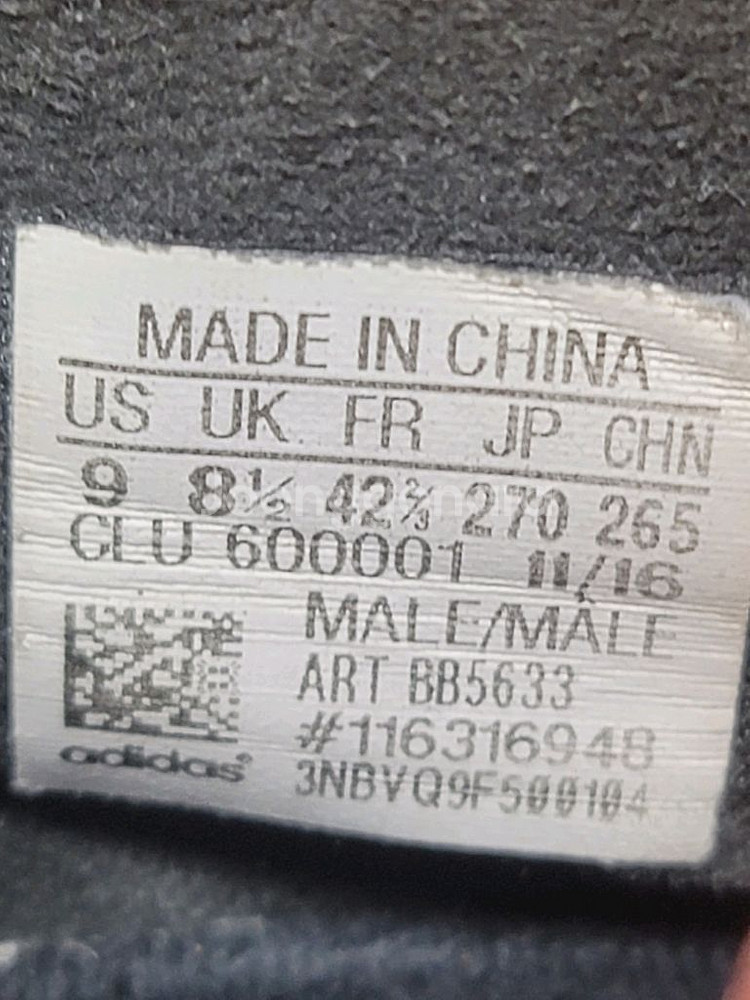 MADE IN CHINA
US UK FR JP CHN
9 8½ 42⅔ 270 265
CLU 600001 11/16
MALE/MÂLE
ART BB5633
#116316948
adidas
3NBVQ9F500104